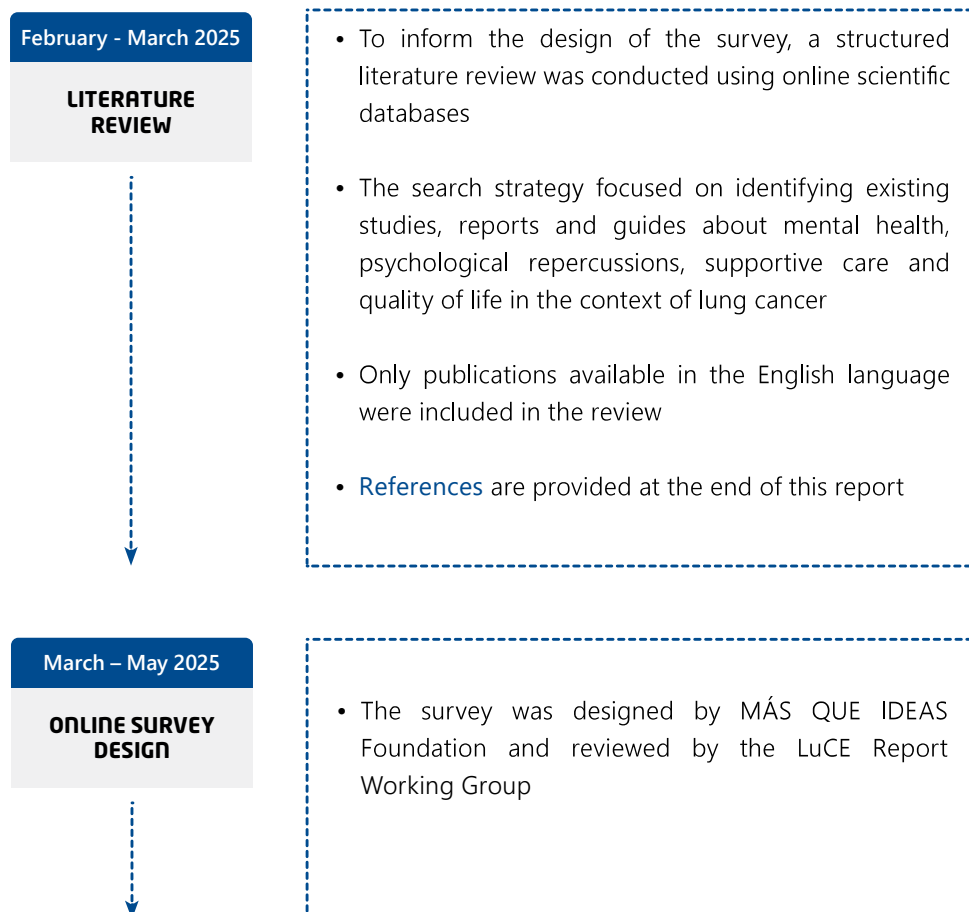 February - March 2025
LITERATURE
REVIEW
• To inform the design of the survey, a structured
literature review was conducted using online scientific
databases
• The search strategy focused on identifying existing
studies, reports and guides about mental health,
psychological repercussions, supportive care and
quality of life in the context of lung cancer
• Only publications available in the English language
were included in the review
• References are provided at the end of this report
March – May 2025
ONLINE SURVEY
DESIGN
• The survey was designed by MÁS QUE IDEAS
Foundation and reviewed by the LuCE Report
Working Group